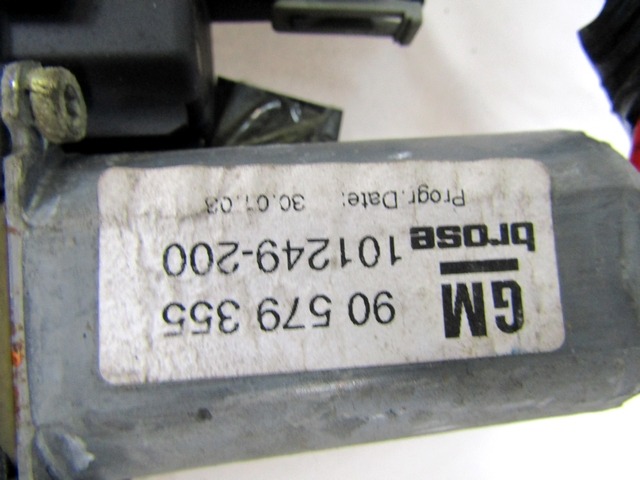 GM 90 579 355
brose 101249-200
Progr.Date: 30.01.03